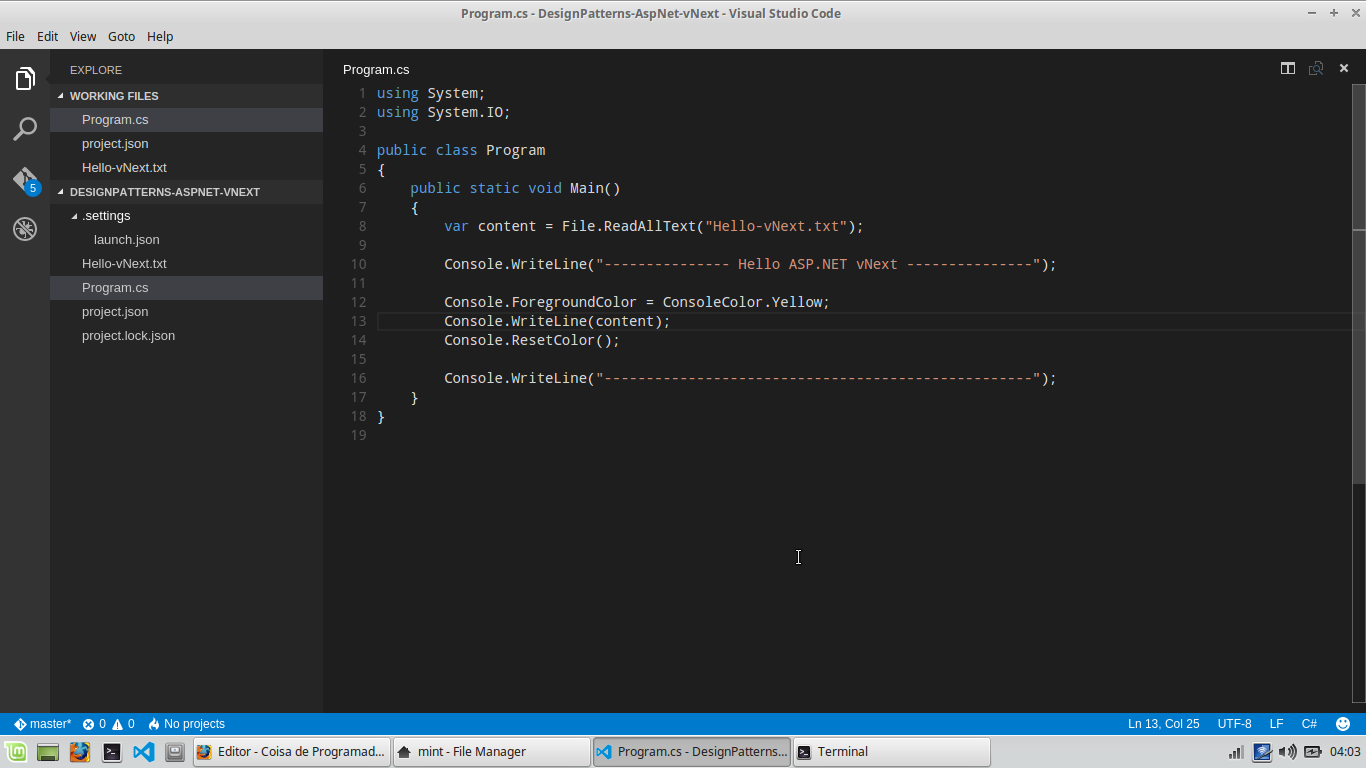 Program.cs - DesignPatterns-AspNet-vNext - Visual Studio Code
File Edit View Goto Help
EXPLORE
WORKING FILES
Program.cs
project.json
Hello-vNext.txt
DESIGNPATTERNS-ASPNET-VNEXT
.settings
launch.json
Hello-vNext.txt
Program.cs
project.json
project.lock.json
5
Program.cs
1 using System;
2 using System.IO;
3
4 public class Program
5 {
6     public static void Main()
7     {
8         var content = File.ReadAllText("Hello-vNext.txt");
9
10         Console.WriteLine("--------------- Hello ASP.NET vNext ---------------");
11
12         Console.ForegroundColor = ConsoleColor.Yellow;
13         Console.WriteLine(content);
14         Console.ResetColor();
15
16         Console.WriteLine("---------------------------------------------------");
17     }
18 }
19
master* 0 0 No projects Ln 13, Col 25 UTF-8 LF C#
Editor - Coisa de Programad... mint - File Manager Program.cs - DesignPatterns... Terminal 04:03